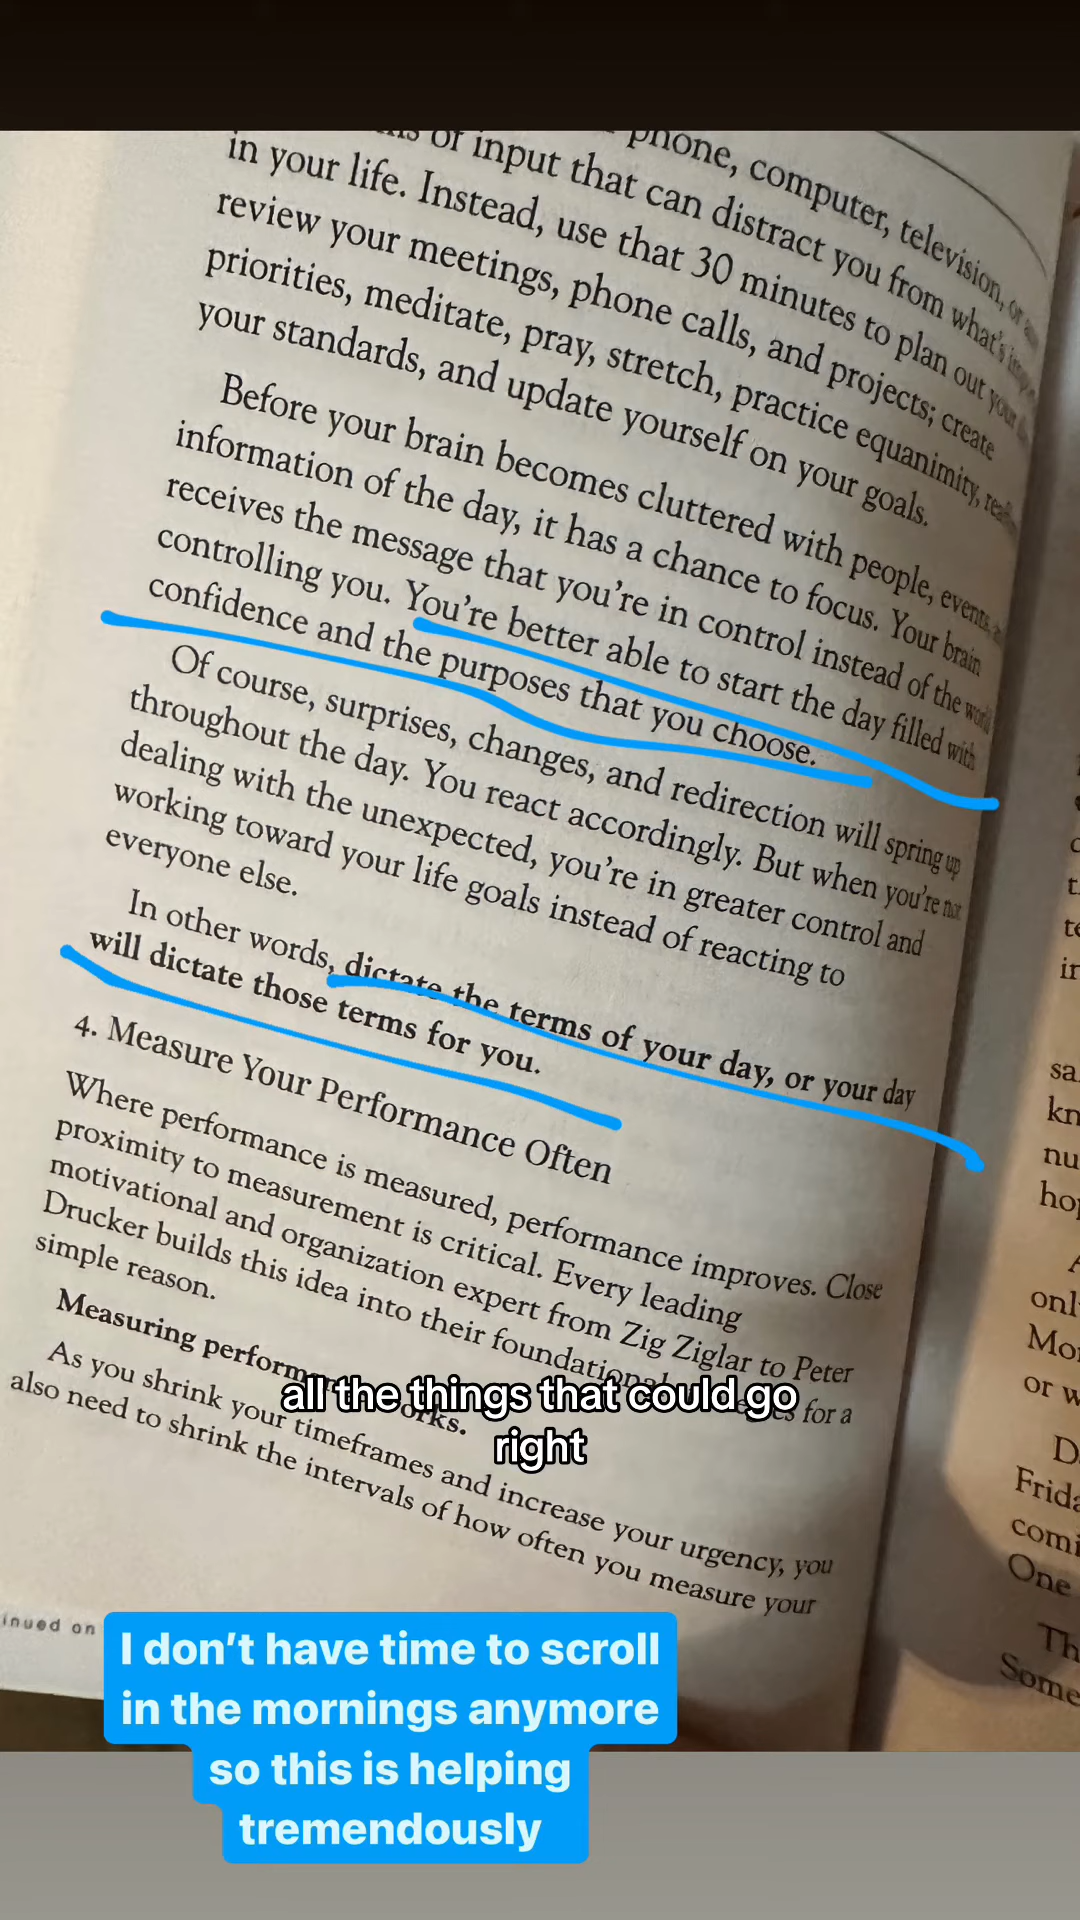 of input that can distract you from what's
phone, computer, television, or
in your life. Instead, use that 30 minutes to plan out your
review your meetings, phone calls, and projects; create
priorities, meditate, pray, stretch, practice equanimity,
your standards, and update yourself on your goals.
Before your brain becomes cluttered with people, events,
information of the day, it has a chance to focus. Your brain
receives the message that you're in control instead of the world
controlling you. You're better able to start the day filled with
confidence and the purposes that you choose.
Of course, surprises, changes, and redirection will spring up
throughout the day. You react accordingly. But when you're not
dealing with the unexpected, you're in greater control and
working toward your life goals instead of reacting to
everyone else.
In other words, dictate the terms of your day, or your day
will dictate those terms for you.
4. Measure Your Performance Often
Where performance is measured, performance improves. Close
proximity to measurement is critical. Every leading
motivational and organization expert from Zig Ziglar to Peter
Drucker builds this idea into their foundational for a
simple reason.
Measuring
all the things that could go
right
As you shrink your timeframes and increase your urgency, you
also need to shrink the intervals of how often you measure your
I don't have time to scroll
in the mornings anymore
so this is helping
tremendously